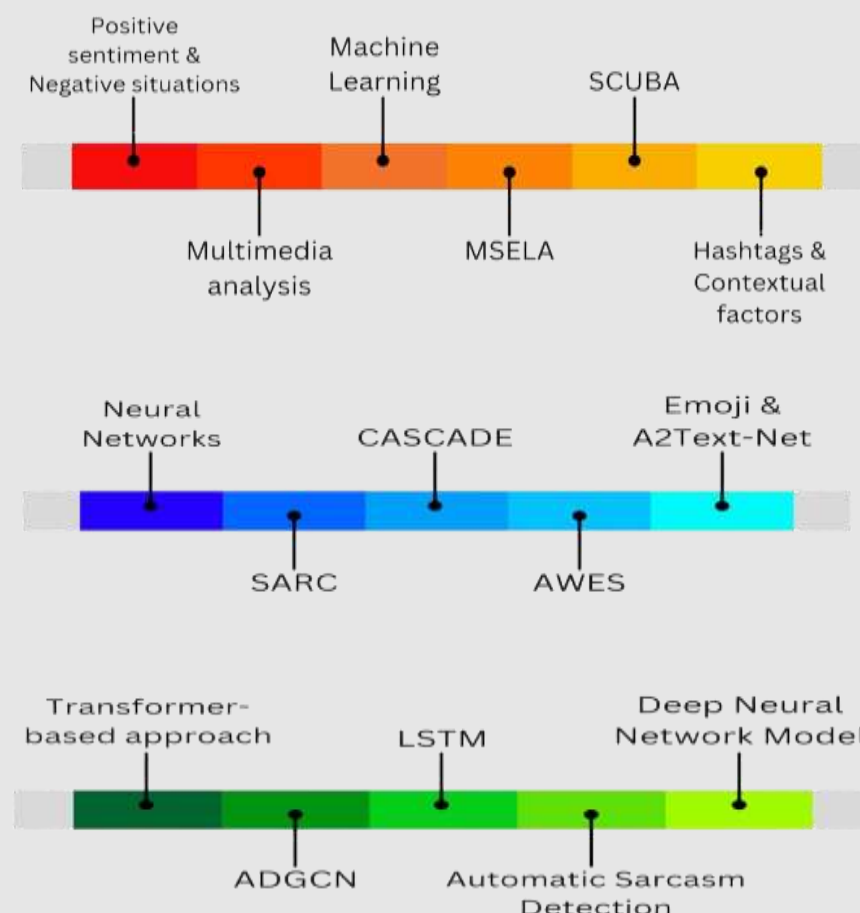 Positive
sentiment &
Negative situations
Machine
Learning
SCUBA
Multimedia
analysis
MSELA
Hashtags &
Contextual
factors
Neural
Networks
CASCADE
Emoji &
A2Text-Net
SARC
AWES
Transformer-
based approach
LSTM
Deep Neural
Network Model
ADGCN
Automatic Sarcasm
Detection